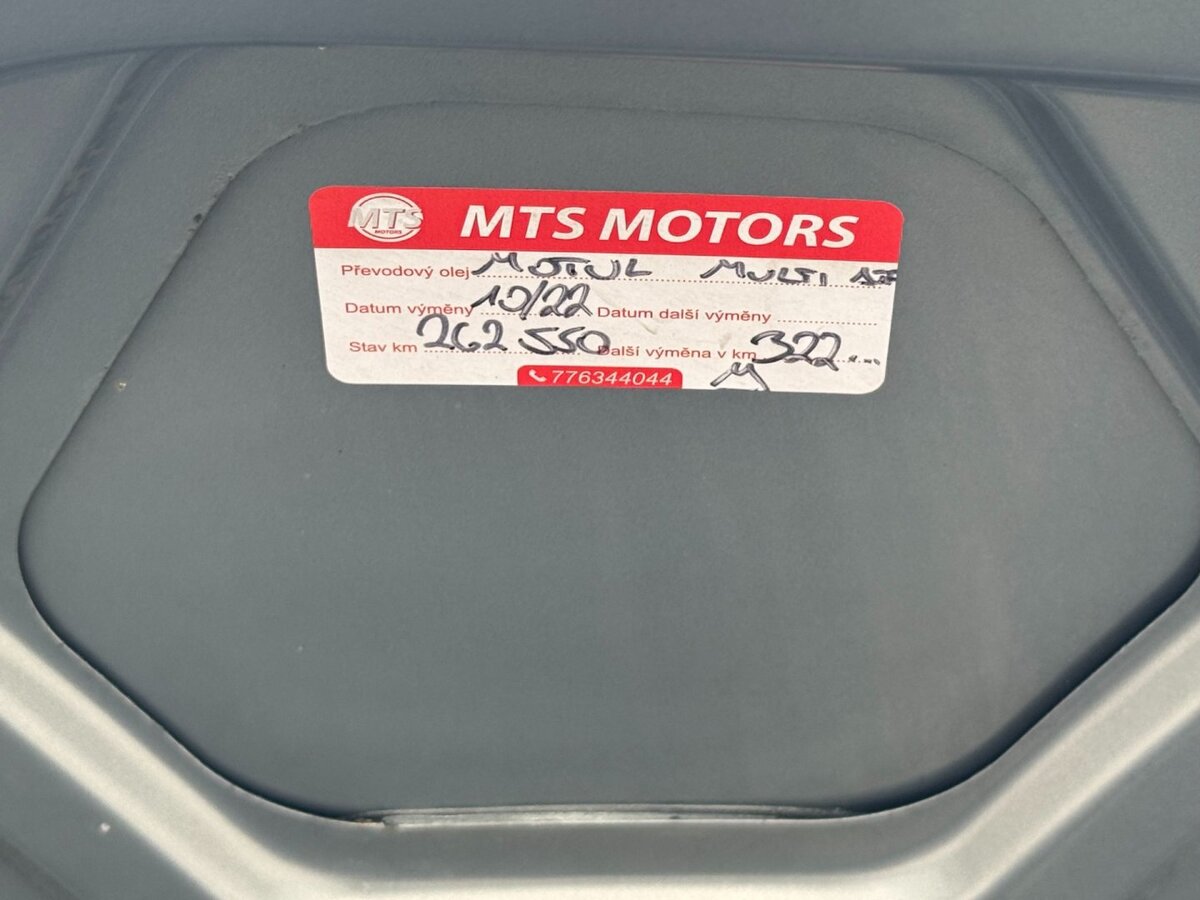 MTS MOTORS MTS MOTORS
Převodový olej MOTUL MULTI ATF
Datum výměny 10/22 Datum další výměny
Stav km 262 550 Další výměna v km 322
776344044